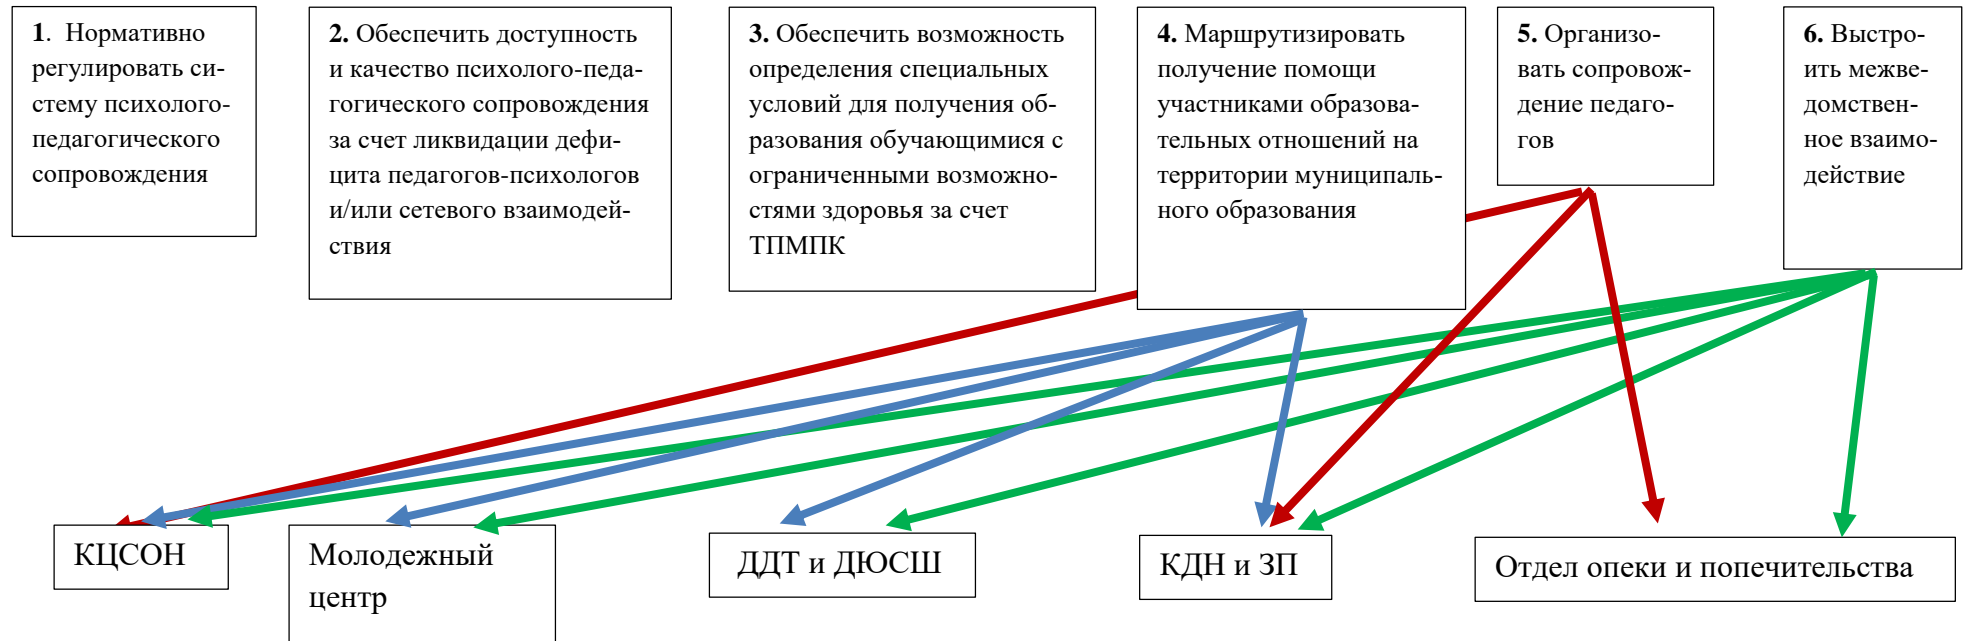 1.  Нормативно
регулировать си-
стему психолого-
педагогического
сопровождения
2. Обеспечить доступность
и качество психолого-педа-
гогического сопровождения
за счет ликвидации дефи-
цита педагогов-психологов
и/или сетевого взаимодей-
ствия
3. Обеспечить возможность
определения специальных
условий для получения об-
разования обучающимися с
ограниченными возможно-
стями здоровья за счет
ТПМПК
4. Маршрутизировать
получение помощи
участниками образова-
тельных отношений на
территории муниципаль-
ного образования
5. Организо-
вать сопровож-
дение педаго-
гов
6. Выстро-
ить межве-
домствен-
ное взаимо-
действие
КЦСОН
Молодежный
центр
ДДТ и ДЮСШ
КДН и ЗП
Отдел опеки и попечительства